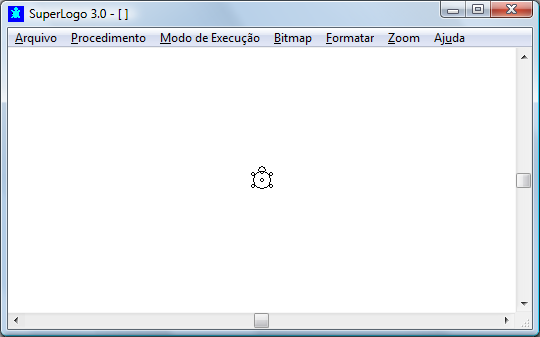 SuperLogo 3.0 - [ ]
Arquivo Procedimento Modo de Execução Bitmap Formatar Zoom Ajuda